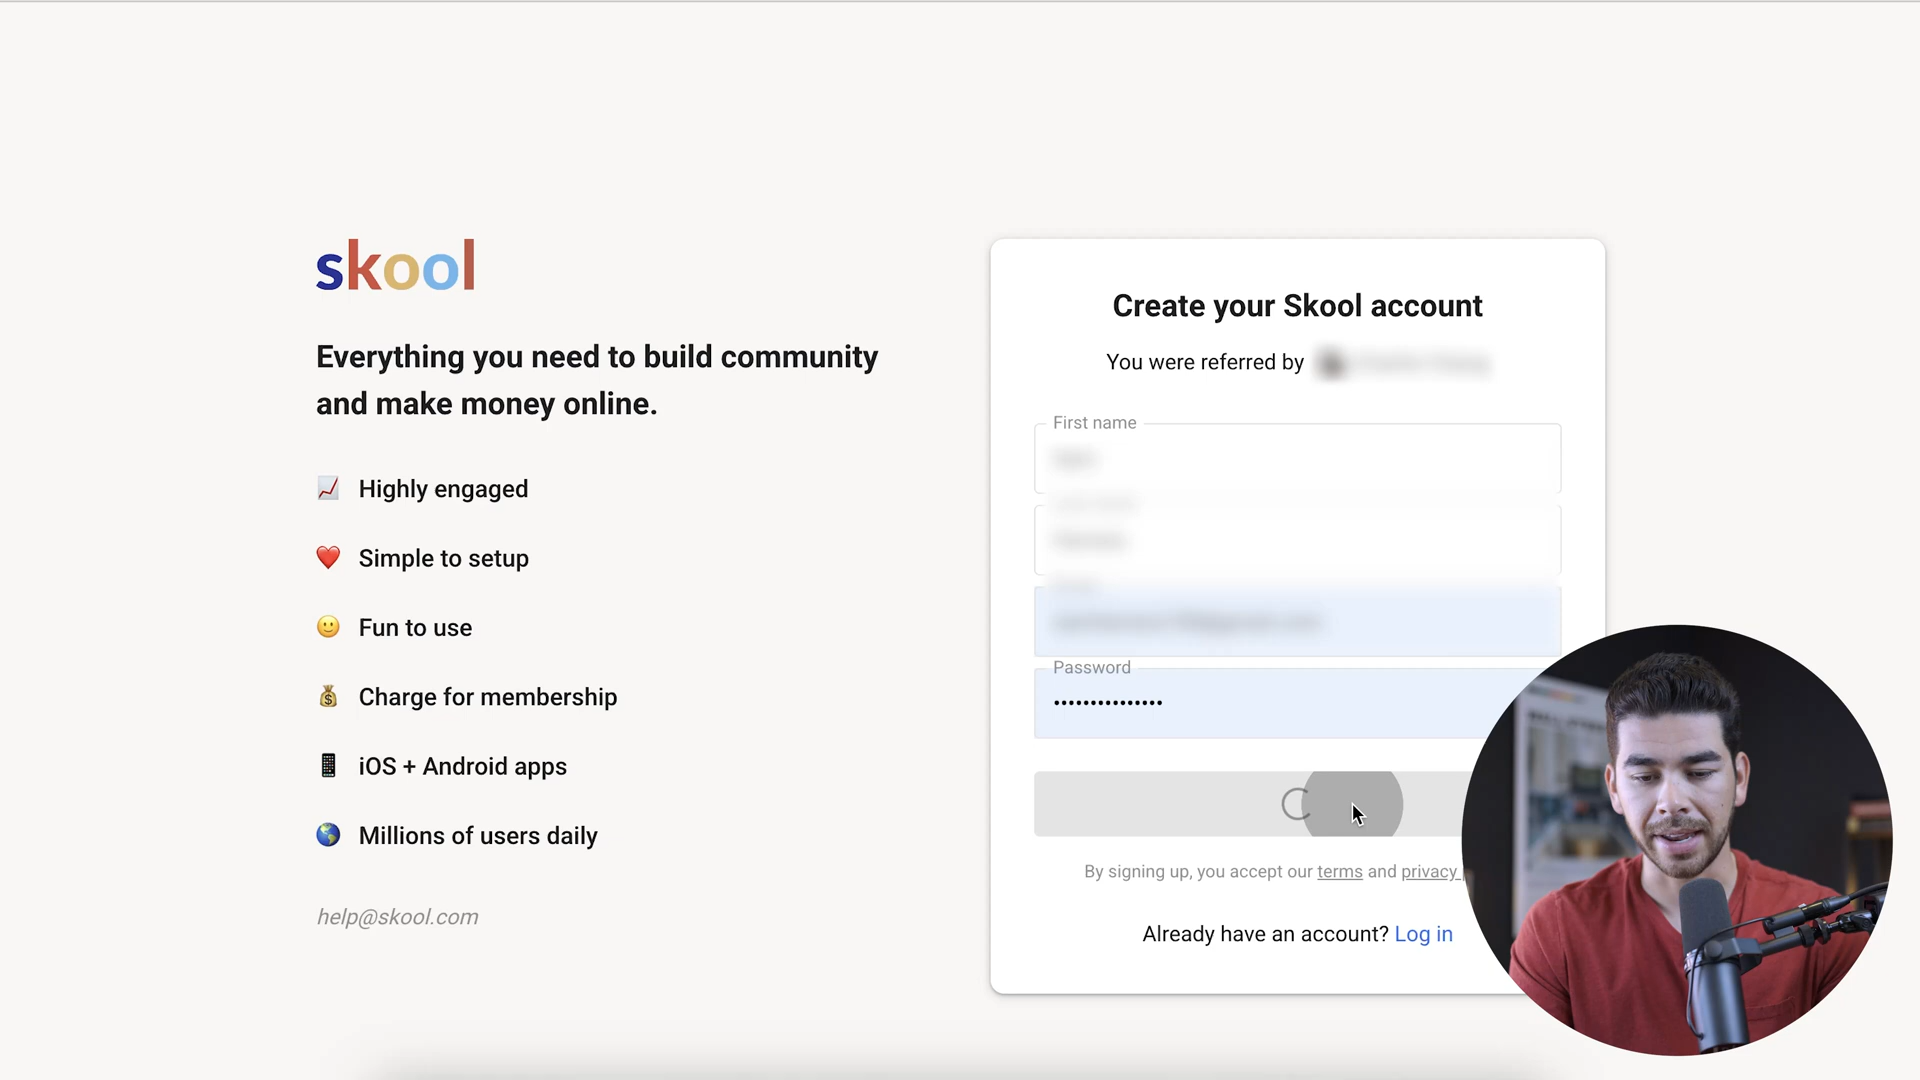 skool
Everything you need to build community
and make money online.
Highly engaged
Simple to setup
Fun to use
Charge for membership
iOS + Android apps
Millions of users daily
help@skool.com
Create your Skool account
You were referred by
First name
Password
By signing up, you accept our terms and privacy
Already have an account? Log in